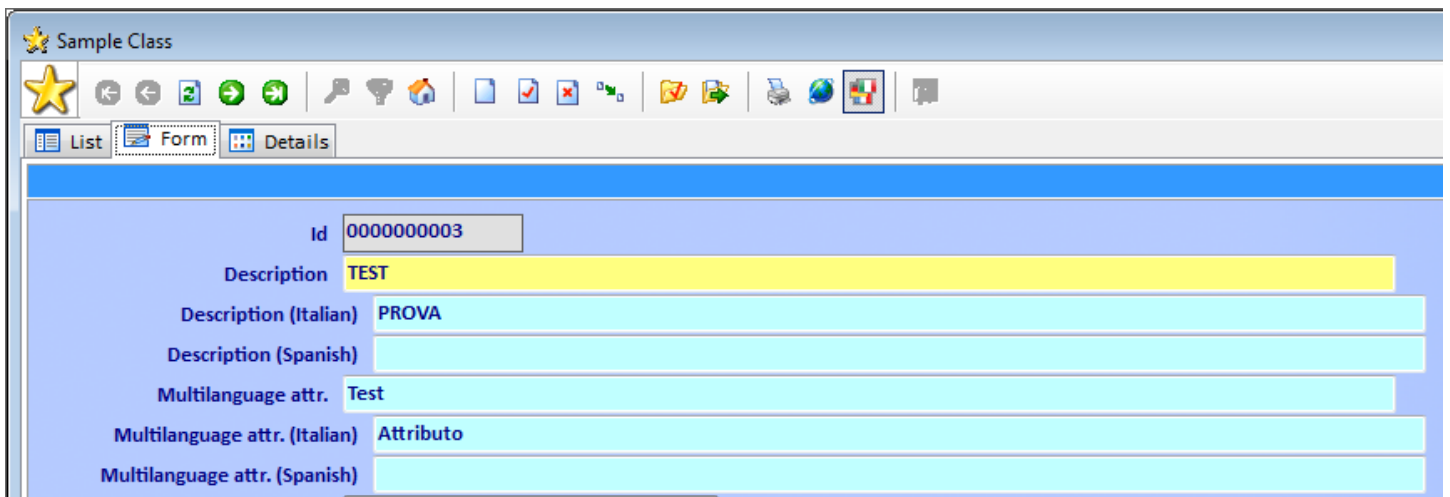 Sample Class
List Form Details
Id 0000000003
Description TEST
Description (Italian) PROVA
Description (Spanish)
Multilanguage attr. Test
Multilanguage attr. (Italian) Attributo
Multilanguage attr. (Spanish)